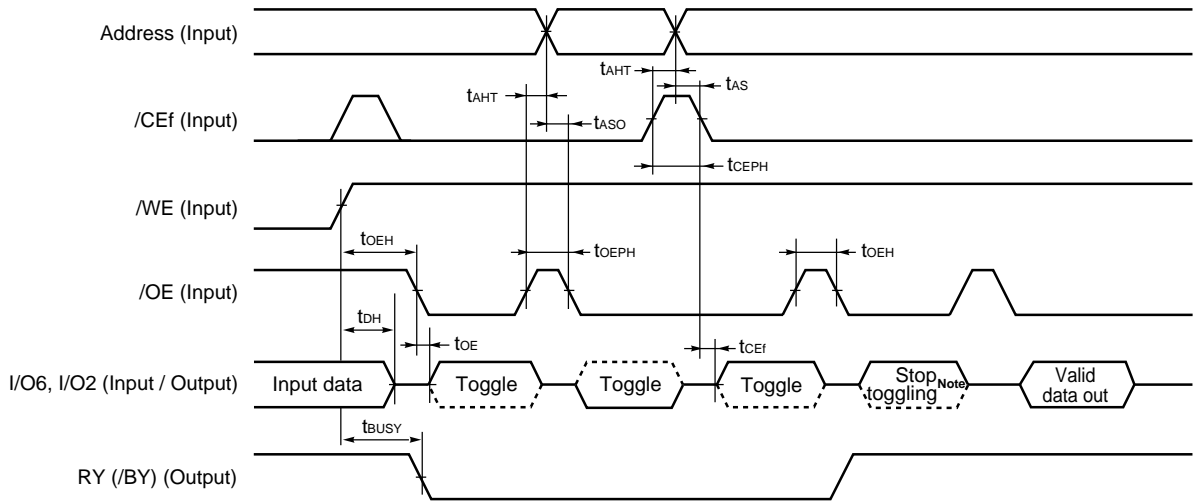 Address (Input)
tAHT
tAS
tAHT
/CEf (Input)
tASO
tCEPH
/WE (Input)
tOEH
tOEPH
tOEH
/OE (Input)
tDH
tOE
tCEf
I/O6, I/O2 (Input / Output)
Input data
Toggle
Toggle
Toggle
Stop
toggling Note
Valid
data out
tBUSY
RY (/BY) (Output)